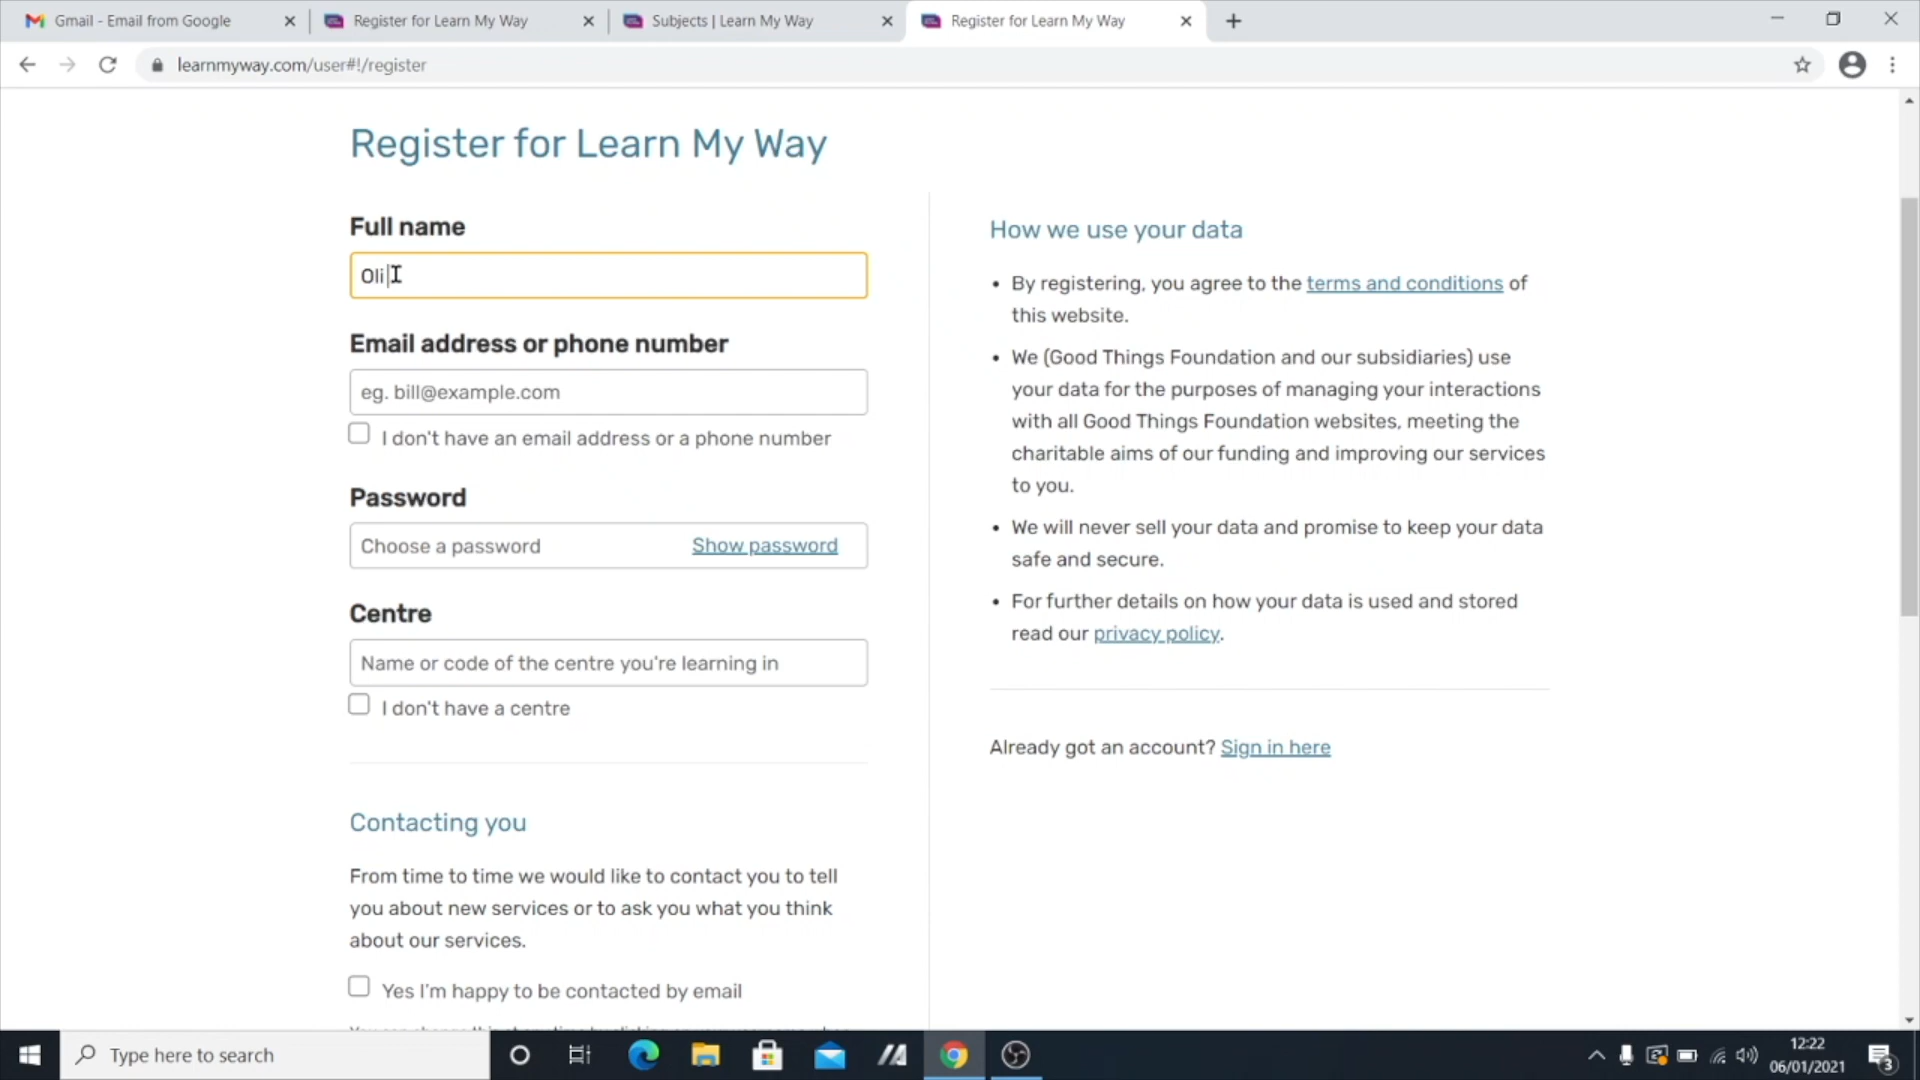 Gmail - Email from Google
Register for Learn My Way
Subjects | Learn My Way
Register for Learn My Way
learnmyway.com/user#!/register
Register for Learn My Way
Full name
Oli
Email address or phone number
eg. bill@example.com
I don't have an email address or a phone number
Password
Choose a password
Show password
Centre
Name or code of the centre you're learning in
I don't have a centre
Contacting you
From time to time we would like to contact you to tell
you about new services or to ask you what you think
about our services.
Yes I'm happy to be contacted by email
How we use your data
By registering, you agree to the terms and conditions of
this website.
We (Good Things Foundation and our subsidiaries) use
your data for the purposes of managing your interactions
with all Good Things Foundation websites, meeting the
charitable aims of our funding and improving our services
to you.
We will never sell your data and promise to keep your data
safe and secure.
For further details on how your data is used and stored
read our privacy policy.
Already got an account? Sign in here
Type here to search
12:22
06/01/2021
3